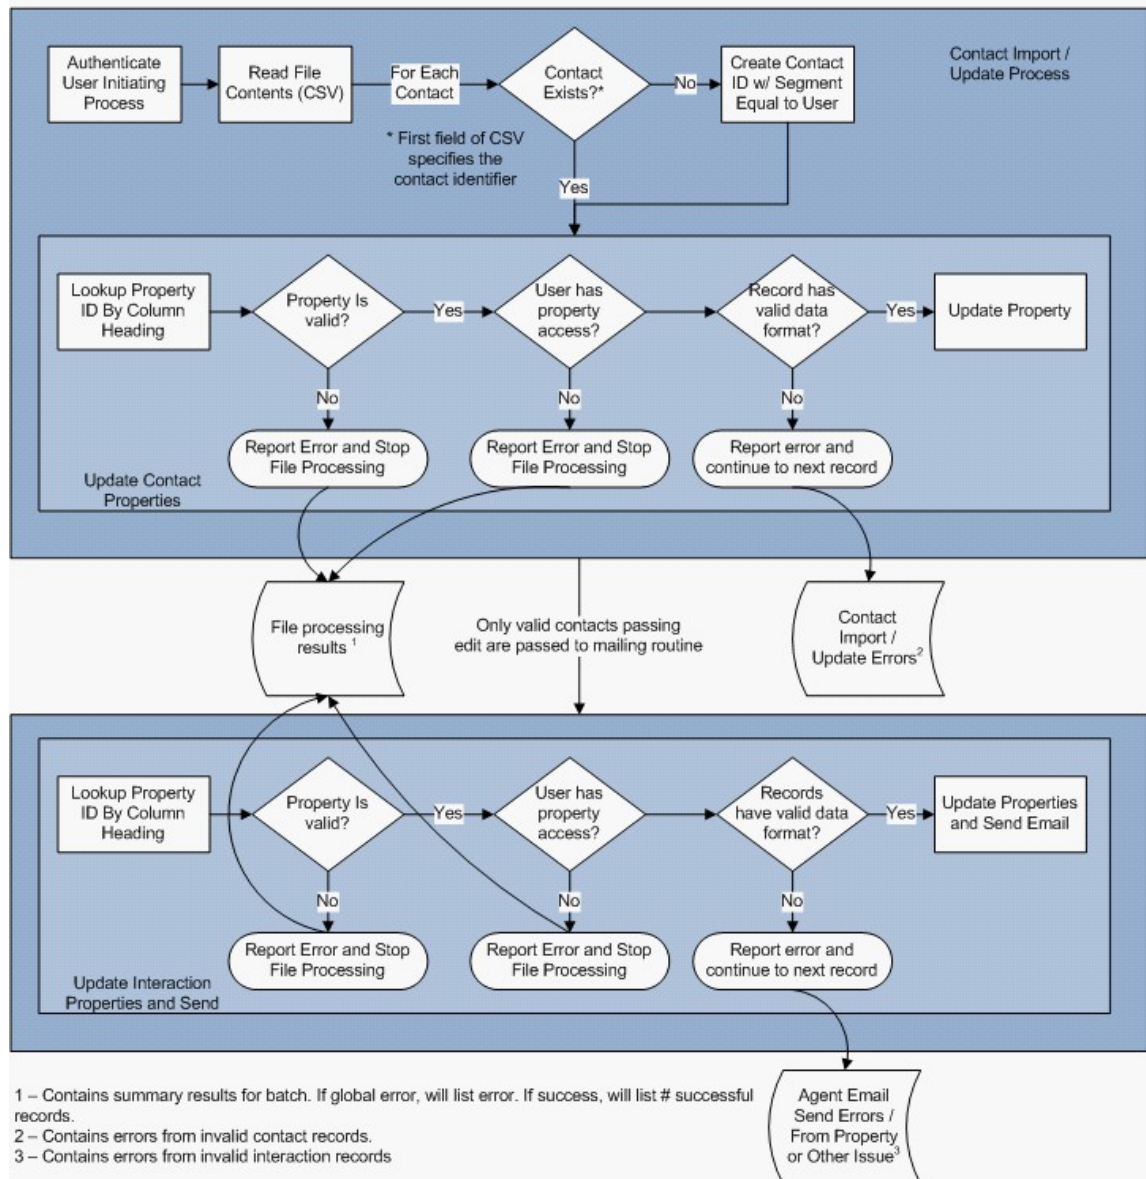 Authenticate
User Initiating
Process
Read File
Contents (CSV)
For Each
Contact
Contact
Exists?*
No
Create Contact
ID w/ Segment
Equal to User
Contact Import /
Update Process
* First field of CSV
specifies the
contact identifier
Yes
Lookup Property
ID By Column
Heading
Property Is
valid?
Yes
User has
property
access?
Record has
valid data
format?
Yes
Update Property
No
No
No
Report Error and Stop
File Processing
Report Error and Stop
File Processing
Report error and
continue to next record
Update Contact
Properties
File processing
results 1
Only valid contacts passing
edit are passed to mailing routine
Contact
Import /
Update Errors2
Lookup Property
ID By Column
Heading
Property Is
valid?
Yes
User has
property
access?
Records
have valid data
format?
Yes
Update Properties
and Send Email
No
No
No
Report Error and Stop
File Processing
Report Error and Stop
File Processing
Report error and
continue to next record
Update Interaction
Properties and Send
1 – Contains summary results for batch. If global error, will list error. If success, will list # successful
records.
2 – Contains errors from invalid contact records.
3 – Contains errors from invalid interaction records
Agent Email
Send Errors /
From Property
or Other Issue3